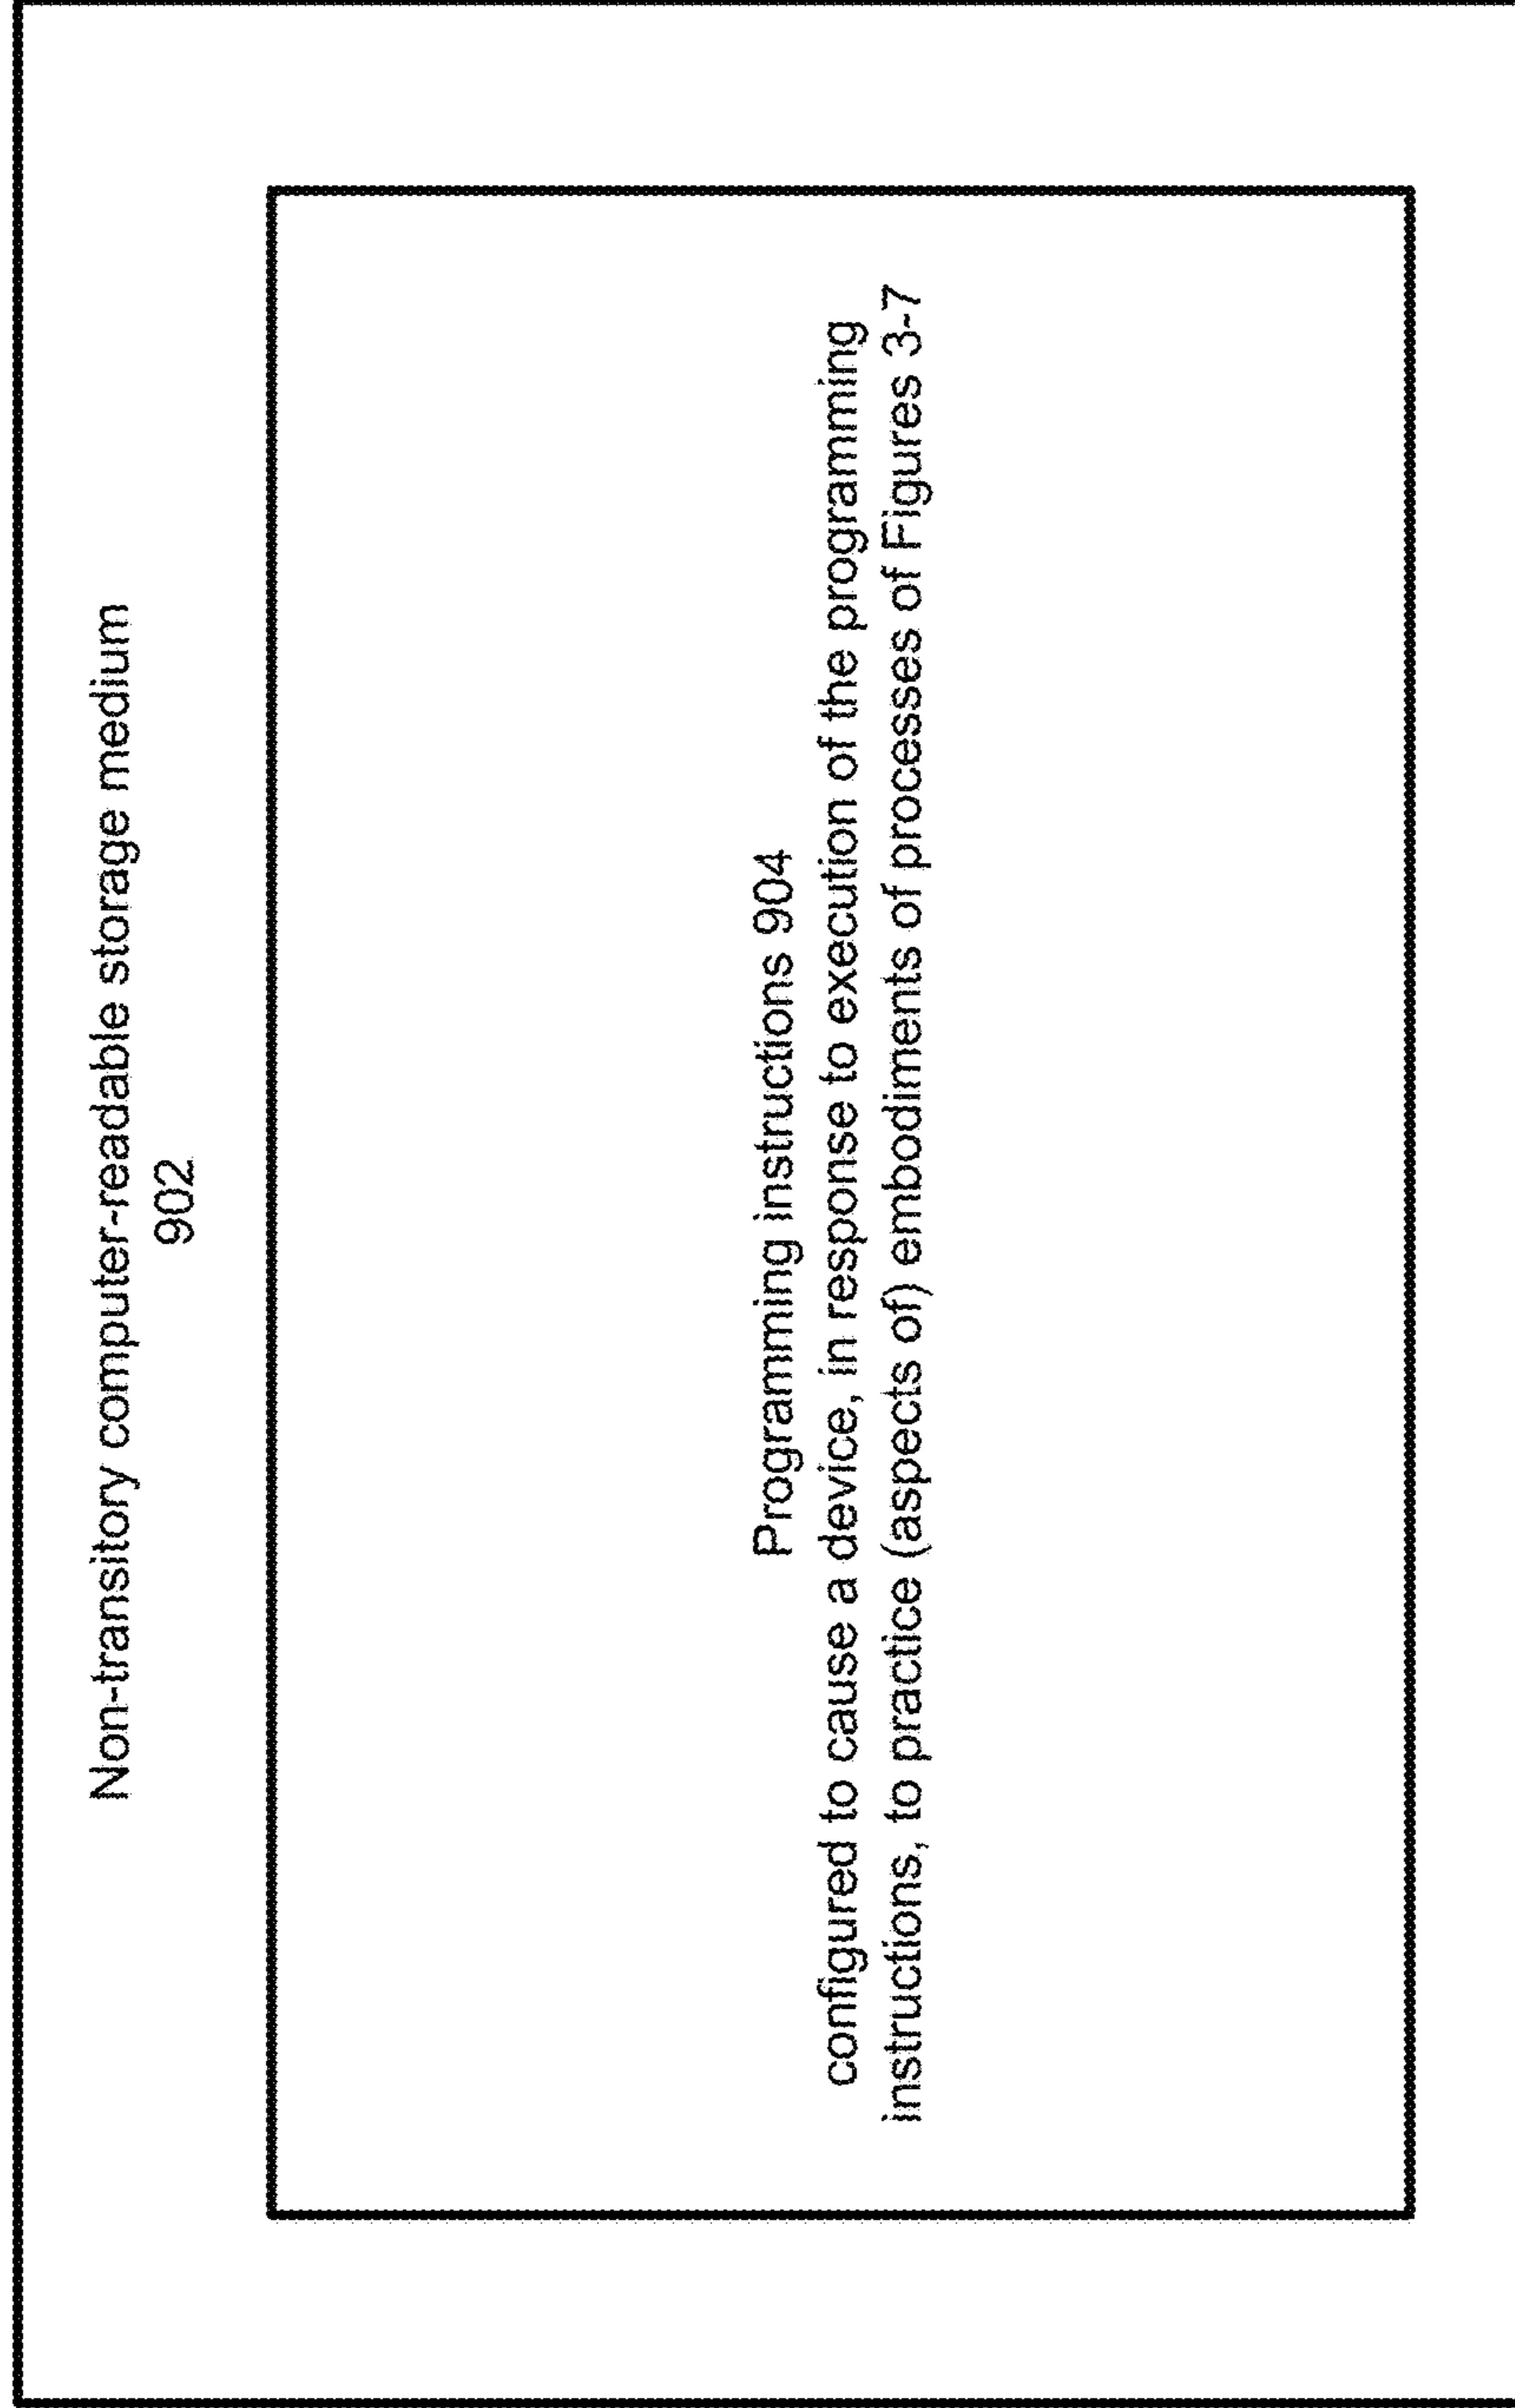 Non-transitory computer-readable storage medium
902
Programming instructions 904
configured to cause a device, in response to execution of the programming
instructions, to practice (aspects of) embodiments of processes of Figures 3-7